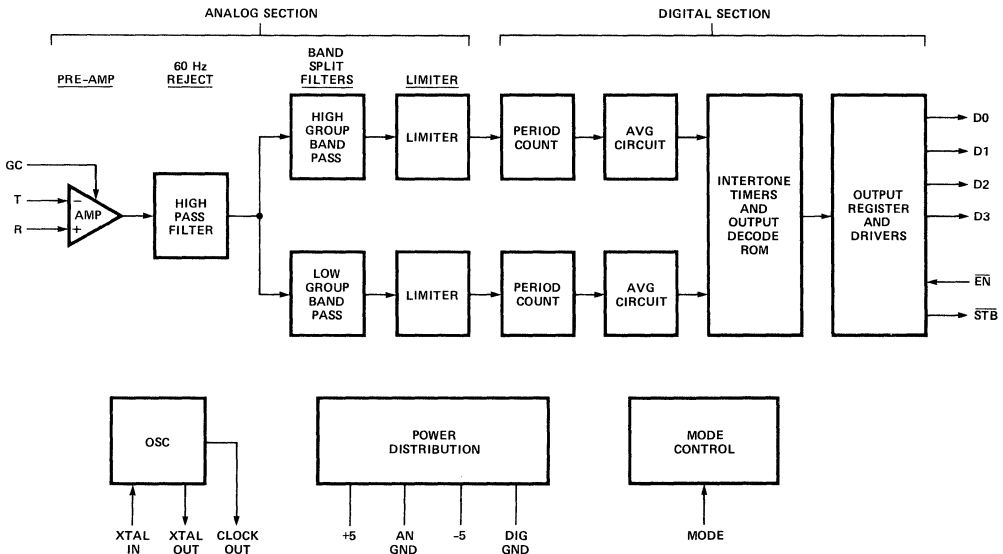 ANALOG SECTION
DIGITAL SECTION
PRE-AMP
60 Hz
REJECT
BAND
SPLIT
FILTERS
LIMITER
HIGH
GROUP
BAND
PASS
LIMITER
PERIOD
COUNT
AVG
CIRCUIT
INTERTONE
TIMERS
AND
OUTPUT
DECODE
ROM
OUTPUT
REGISTER
AND
DRIVERS
D0
D1
D2
D3
EN
STB
GC
T
R
−
AMP
+
HIGH
PASS
FILTER
LOW
GROUP
BAND
PASS
LIMITER
PERIOD
COUNT
AVG
CIRCUIT
OSC
XTAL
IN
XTAL
OUT
CLOCK
OUT
POWER
DISTRIBUTION
+5
AN
GND
-5
DIG
GND
MODE
CONTROL
MODE